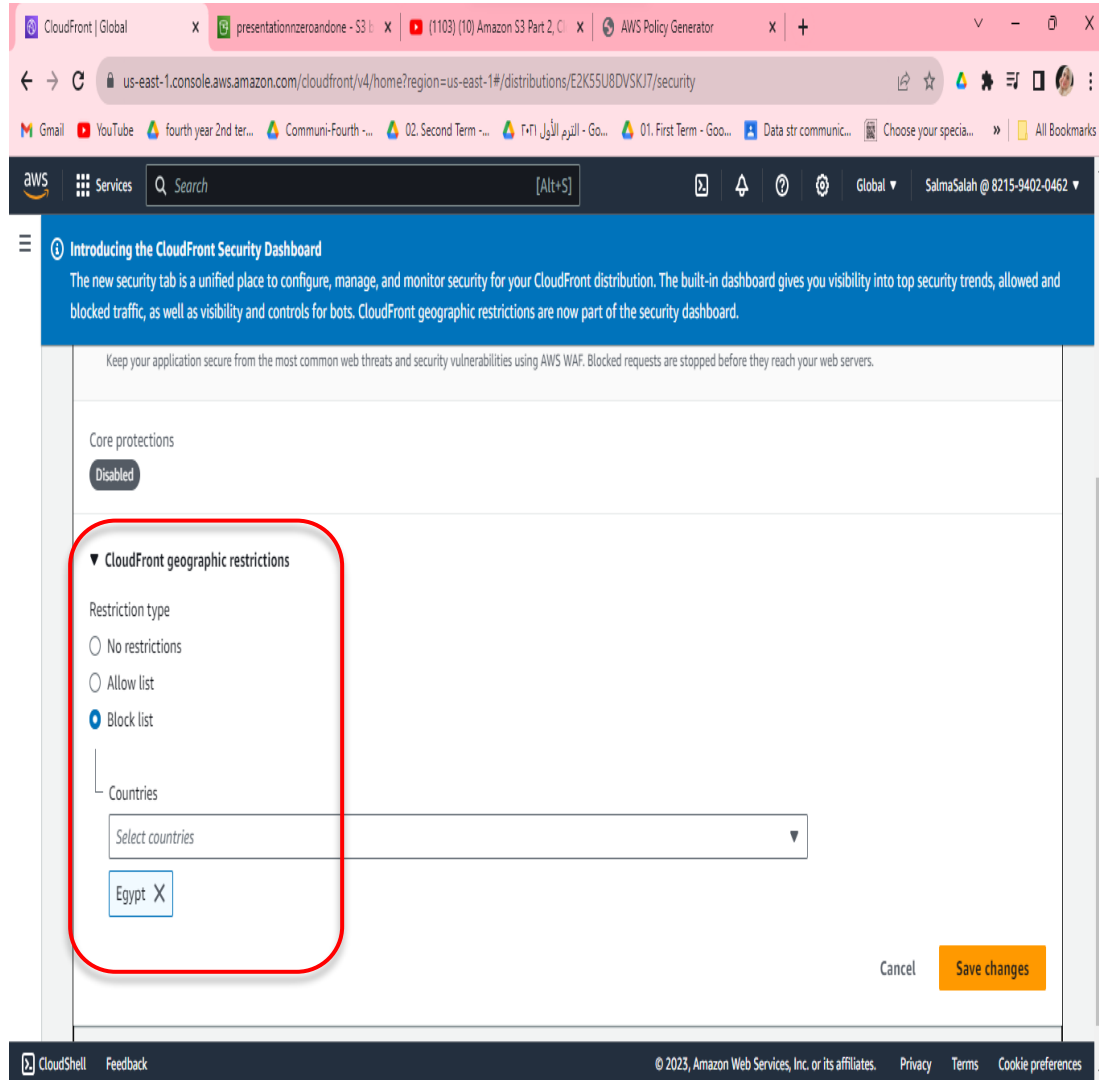 CloudFront | Global
presentationnzeroandone - S3 b
(1103) (10) Amazon S3 Part 2, Cl
AWS Policy Generator
us-east-1.console.aws.amazon.com/cloudfront/v4/home?region=us-east-1#/distributions/E2K55U8DVSKJ7/security
Gmail
YouTube
fourth year 2nd ter...
Communi-Fourth -...
02. Second Term -...
الترم الأول ٢٠٢١ - Go...
01. First Term - Goo...
Data str communic...
Choose your specia...
»
All Bookmarks
aws
Services
Search
[Alt+S]
Global
SalmaSalah @ 8215-9402-0462
Introducing the CloudFront Security Dashboard
The new security tab is a unified place to configure, manage, and monitor security for your CloudFront distribution. The built-in dashboard gives you visibility into top security trends, allowed and
blocked traffic, as well as visibility and controls for bots. CloudFront geographic restrictions are now part of the security dashboard.
Keep your application secure from the most common web threats and security vulnerabilities using AWS WAF. Blocked requests are stopped before they reach your web servers.
Core protections
Disabled
CloudFront geographic restrictions
Restriction type
No restrictions
Allow list
Block list
Countries
Select countries
Egypt
Cancel
Save changes
CloudShell
Feedback
© 2023, Amazon Web Services, Inc. or its affiliates.
Privacy
Terms
Cookie preferences